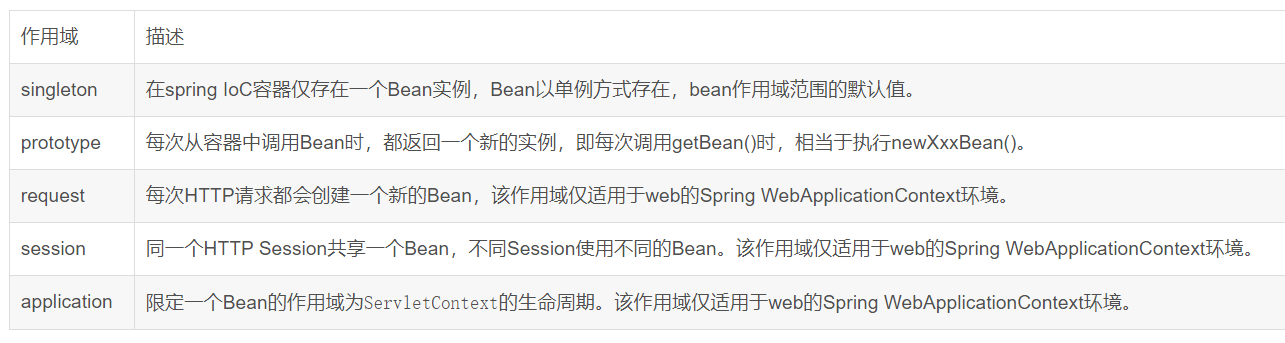 作用域 描述
singleton 在spring IoC容器仅存在一个Bean实例，Bean以单例方式存在，bean作用域范围的默认值。
prototype 每次从容器中调用Bean时，都返回一个新的实例，即每次调用getBean()时，相当于执行newXxxBean()。
request 每次HTTP请求都会创建一个新的Bean，该作用域仅适用于web的Spring WebApplicationContext环境。
session 同一个HTTP Session共享一个Bean，不同Session使用不同的Bean。该作用域仅适用于web的Spring WebApplicationContext环境。
application 限定一个Bean的作用域为ServletContext的生命周期。该作用域仅适用于web的Spring WebApplicationContext环境。